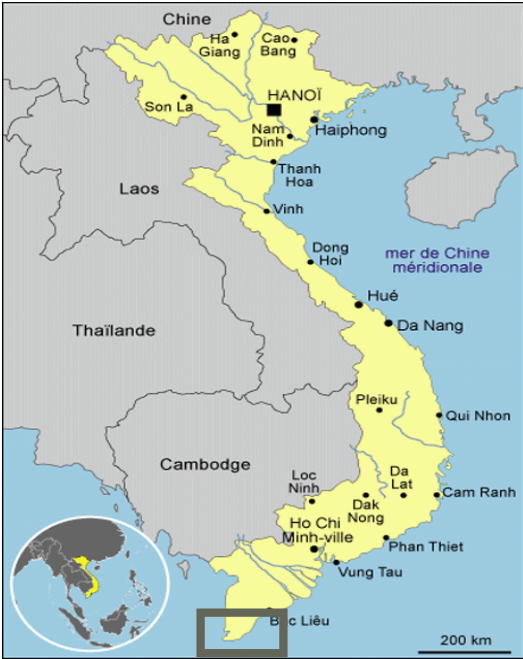 Chine
Ha
Giang
Cao
Bang
HANOÏ
Son La
Nam
Dinh
Haiphong
Thanh
Hoa
Laos
Vinh
Dong
Hoi
mer de Chine
méridionale
Hué
Da Nang
Thaïlande
Pleiku
Qui Nhon
Cambodge
Loc
Ninh
Da
Lat
Dak
Nong
Cam Ranh
Ho Chi
Minh-ville
Phan Thiet
Vung Tau
Bac Liêu
200 km